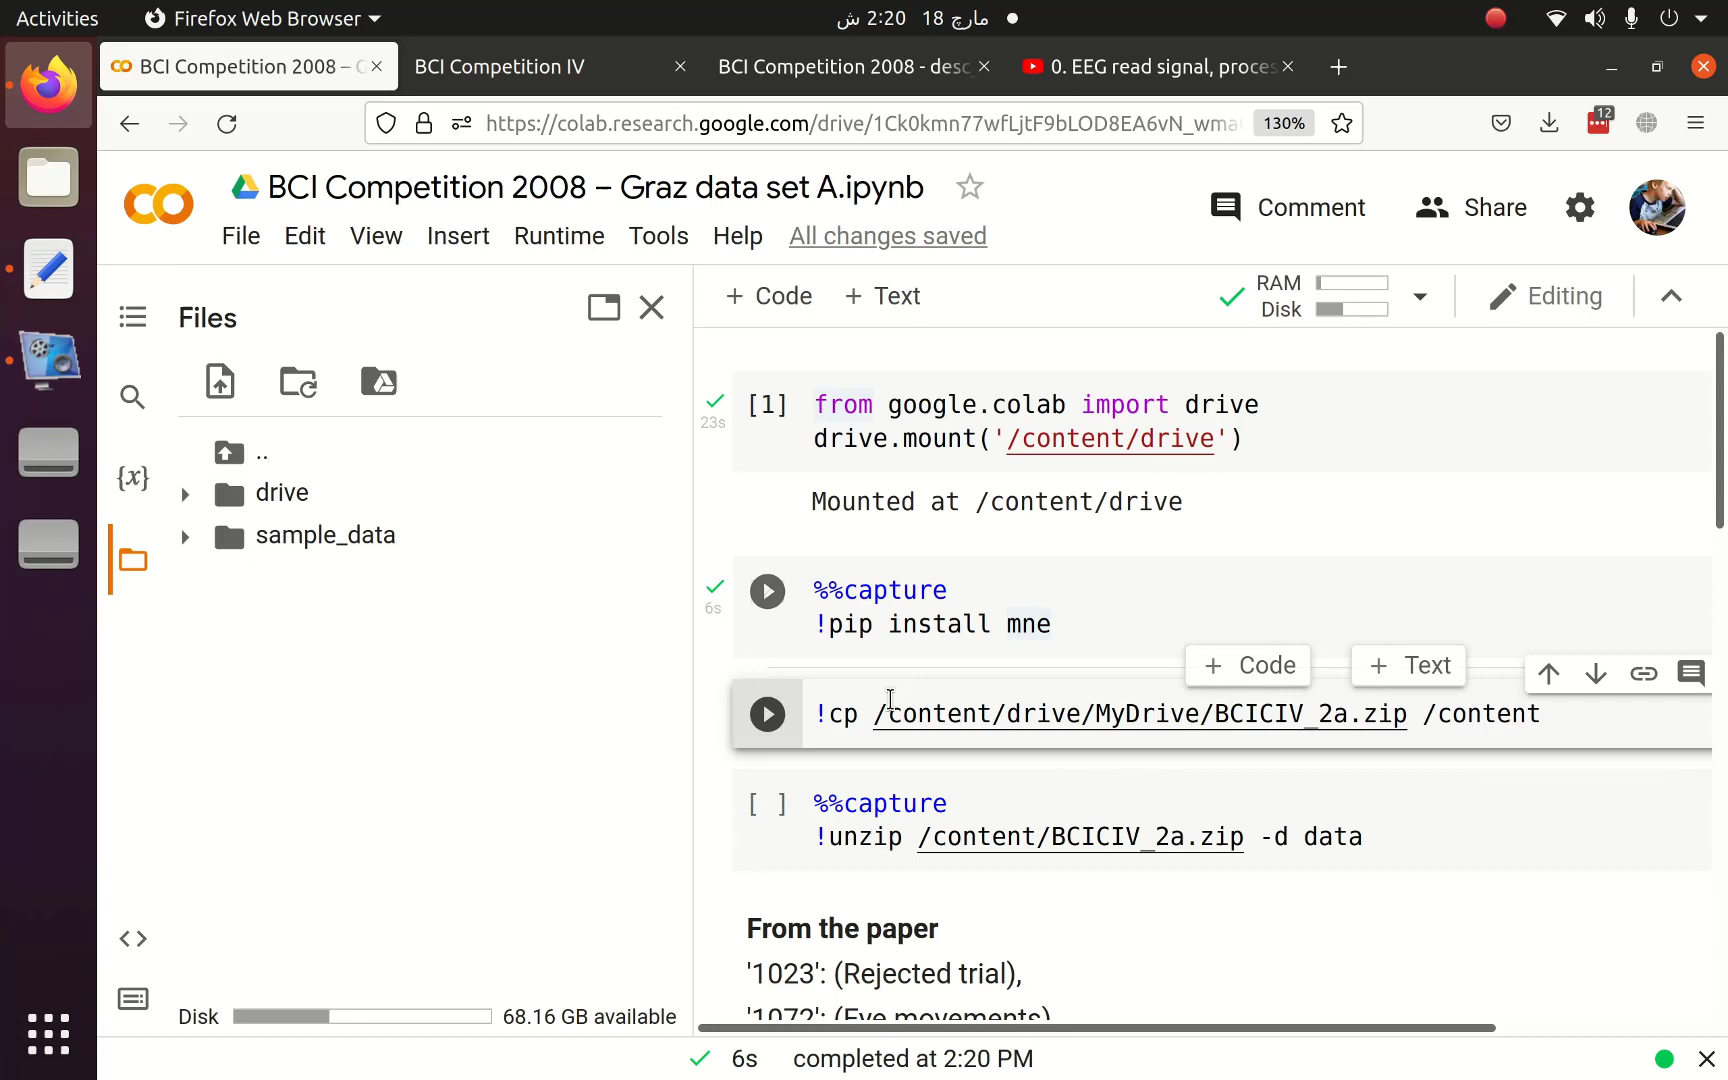 Activities Firefox Web Browser مارچ 18 2:20 ش
BCI Competition 2008 – G BCI Competition IV BCI Competition 2008 - desc 0. EEG read signal, proces
https://colab.research.google.com/drive/1Ck0kmn77wfLjtF9bLOD8EA6vN_wma 130% 12
BCI Competition 2008 – Graz data set A.ipynb
Comment Share
File Edit View Insert Runtime Tools Help All changes saved
Files
+ Code + Text
RAM
Disk
Editing
..
drive
sample_data
{x}
Disk 68.16 GB available
23s
[1] from google.colab import drive
drive.mount('/content/drive')
Mounted at /content/drive
6s
%%capture
!pip install mne
+ Code + Text
!cp /content/drive/MyDrive/BCICIV_2a.zip /content
[ ] %%capture
!unzip /content/BCICIV_2a.zip -d data
From the paper
'1023': (Rejected trial),
'1072': (Eye movements)
6s completed at 2:20 PM